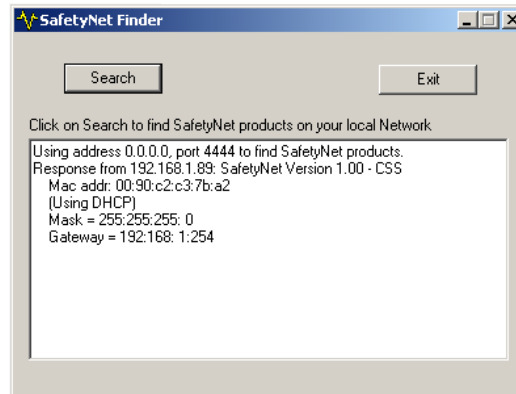 SafetyNet Finder
Search
Exit
Click on Search to find SafetyNet products on your local Network
Using address 0.0.0.0, port 4444 to find SafetyNet products.
Response from 192.168.1.89: SafetyNet Version 1.00 - CSS
Mac addr: 00:90:c2:c3:7b:a2
(Using DHCP)
Mask = 255:255:255: 0
Gateway = 192:168: 1:254